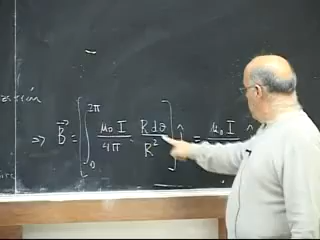 ⇒ B⃗ = [ ∫₀^{2π} μ₀ I / 4π · R dθ / R² ] ĵ = μ₀ I